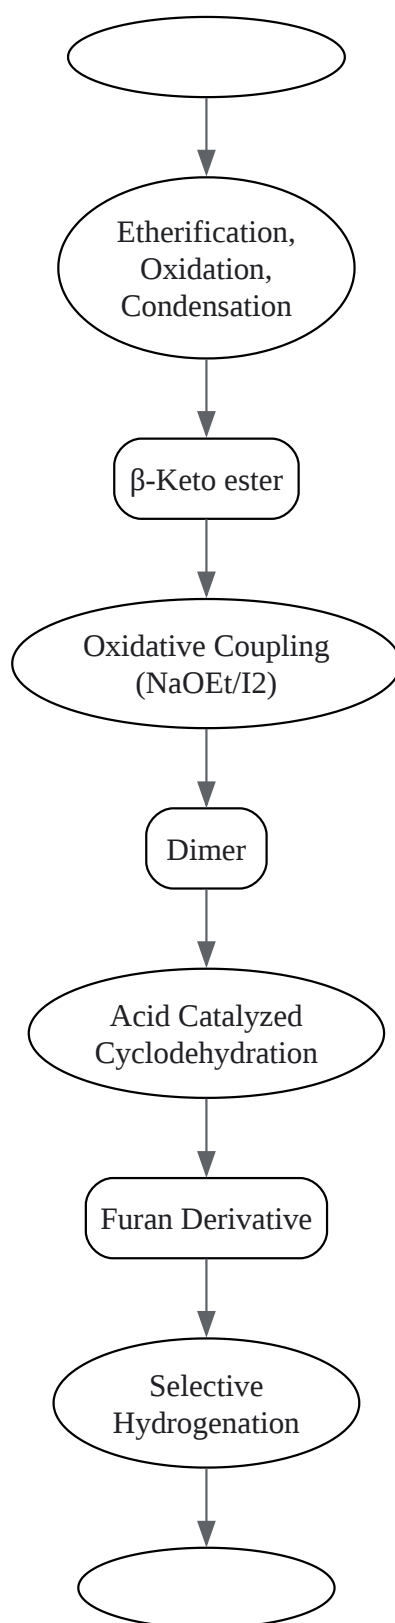 Etherification,
Oxidation,
Condensation
β-Keto ester
Oxidative Coupling
(NaOEt/I2)
Dimer
Acid Catalyzed
Cyclodehydration
Furan Derivative
Selective
Hydrogenation